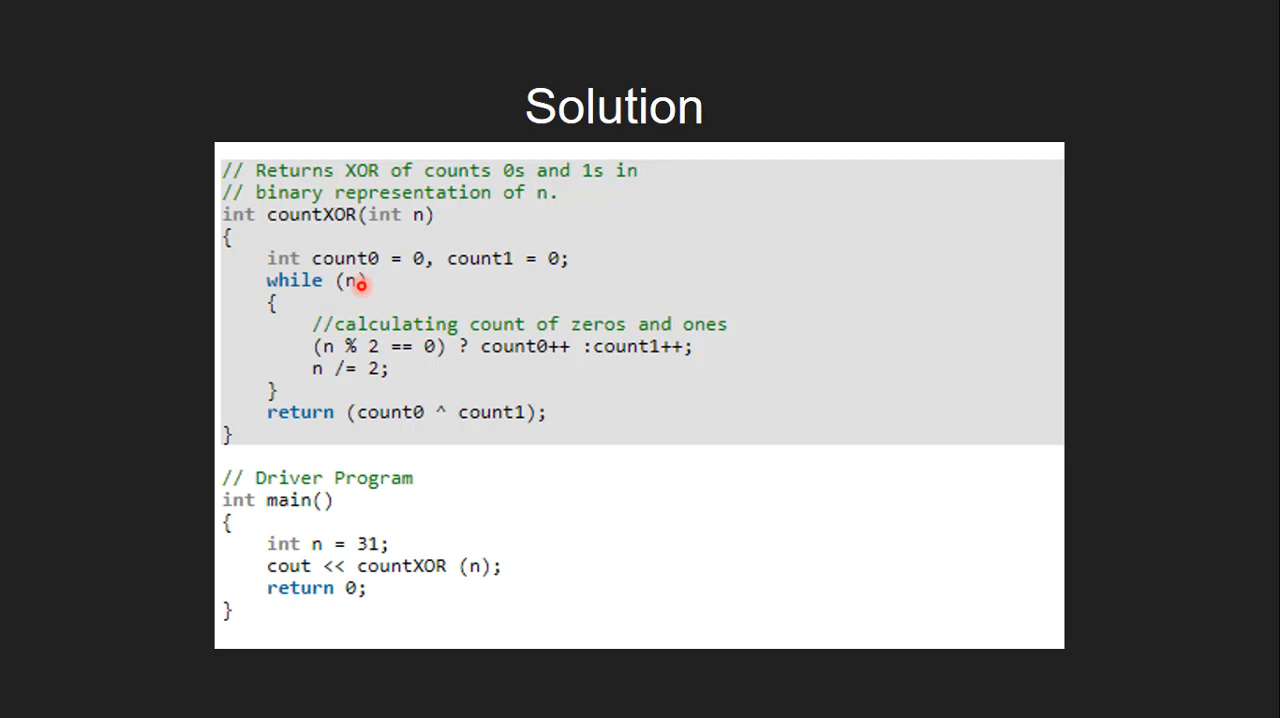 Solution
// Returns XOR of counts 0s and 1s in
// binary representation of n.
int countXOR(int n)
{
    int count0 = 0, count1 = 0;
    while (n)
    {
        //calculating count of zeros and ones
        (n % 2 == 0) ? count0++ :count1++;
        n /= 2;
    }
    return (count0 ^ count1);
}
// Driver Program
int main()
{
    int n = 31;
    cout << countXOR (n);
    return 0;
}